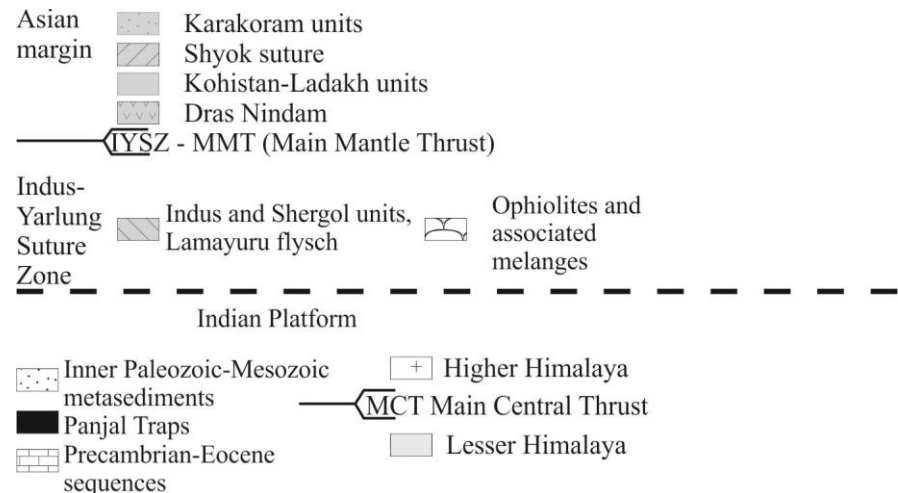 Asian
margin
Karakoram units
Shyok suture
Kohistan-Ladakh units
Dras Nindam
IYSZ - MMT (Main Mantle Thrust)
Indus-
Yarlung
Suture
Zone
Indus and Shergol units,
Lamayuru flysch
Ophiolites and
associated
melanges
Indian Platform
Inner Paleozoic-Mesozoic
metasediments
Panjal Traps
Precambrian-Eocene
sequences
Higher Himalaya
MCT Main Central Thrust
Lesser Himalaya